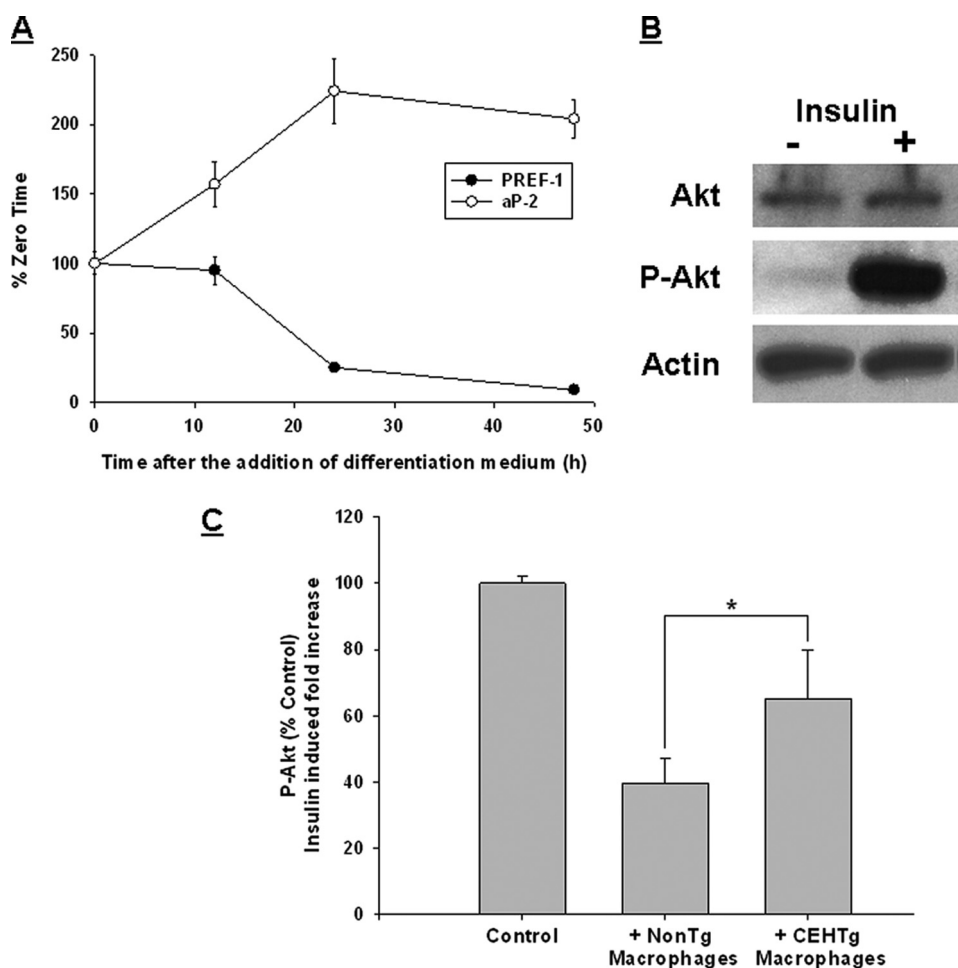 A
250
200
150
100
50
0
% Zero Time
PREF-1
aP-2
0 10 20 30 40 50
Time after the addition of differentiation medium (h)
B
Insulin
- +
Akt
P-Akt
Actin
C
120
100
80
60
40
20
0
P-Akt (% Control)
Insulin induced fold increase
*
Control + NonTg + CEHTg
Macrophages Macrophages